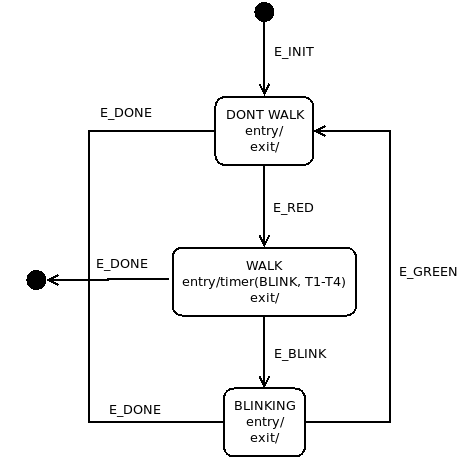 E_INIT
E_DONE
DONT WALK
entry/
exit/
E_RED
E_DONE
WALK
entry/timer(BLINK, T1-T4)
exit/
E_GREEN
E_BLINK
E_DONE
BLINKING
entry/
exit/